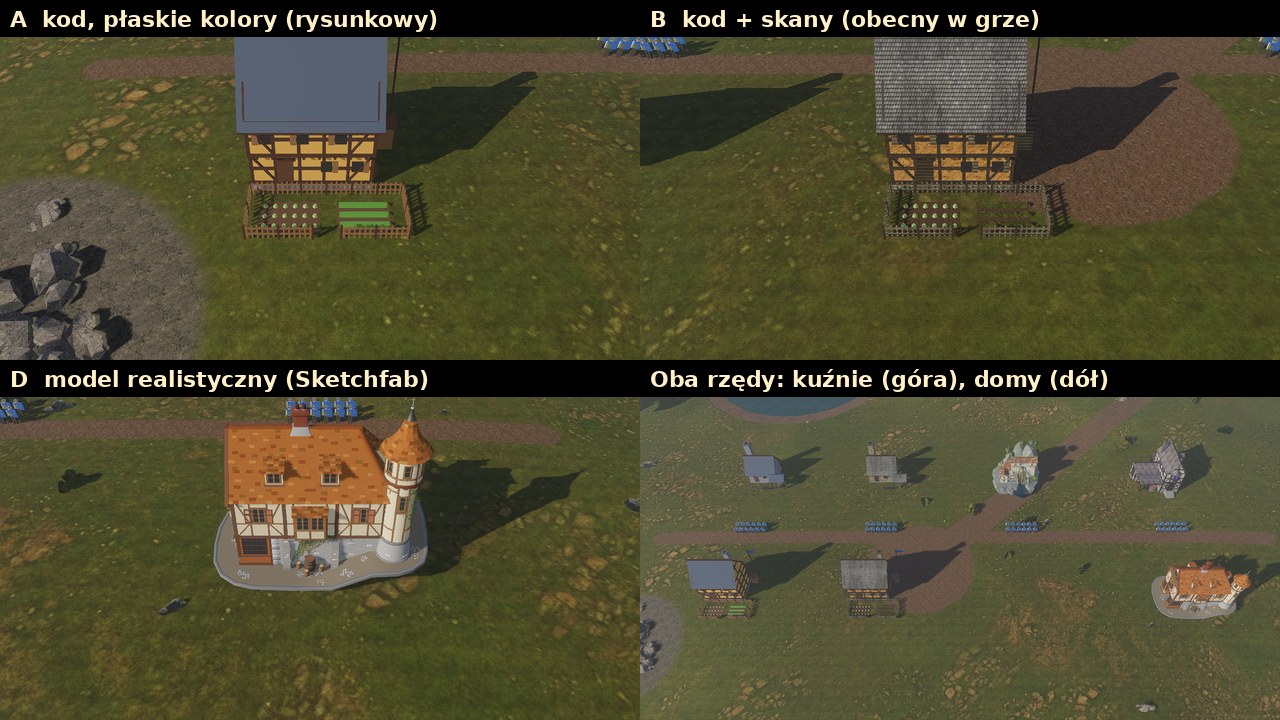 A kod, płaskie kolory (rysunkowy)
B kod + skany (obecny w grze)
D model realistyczny (Sketchfab)
Oba rzędy: kuźnie (góra), domy (dół)